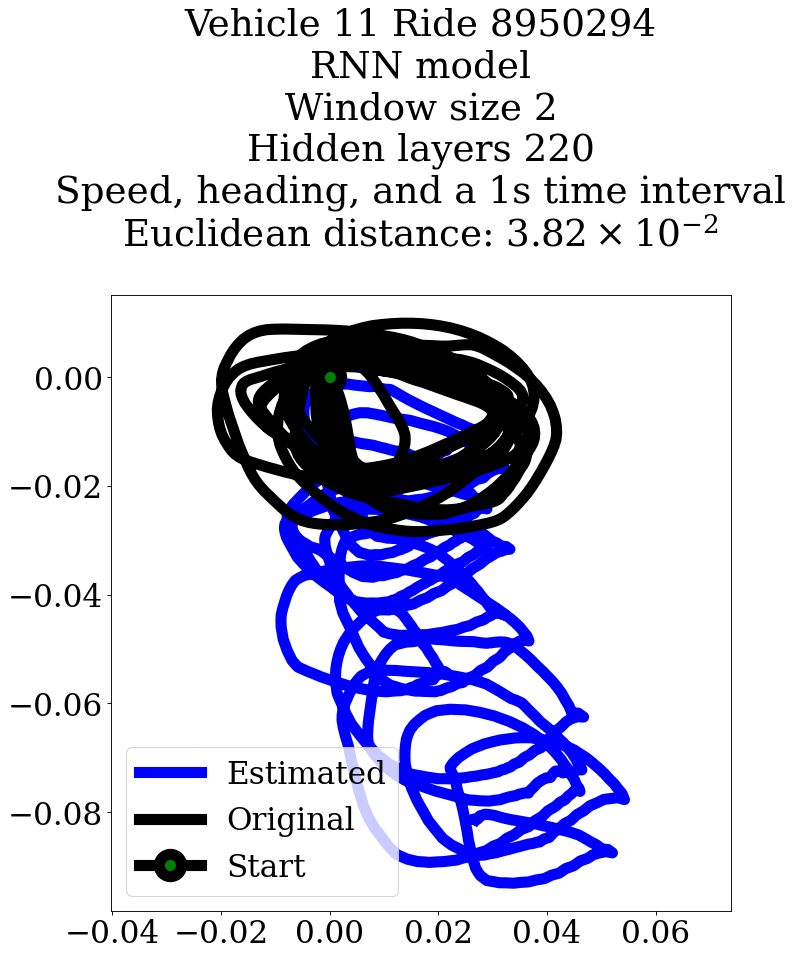 Vehicle 11 Ride 8950294
RNN model
Window size 2
Hidden layers 220
Speed, heading, and a 1s time interval
Euclidean distance: 3.82 × 10⁻²
0.00
−0.02
−0.04
−0.06
−0.08
Estimated
Original
Start
−0.04 −0.02 0.00 0.02 0.04 0.06